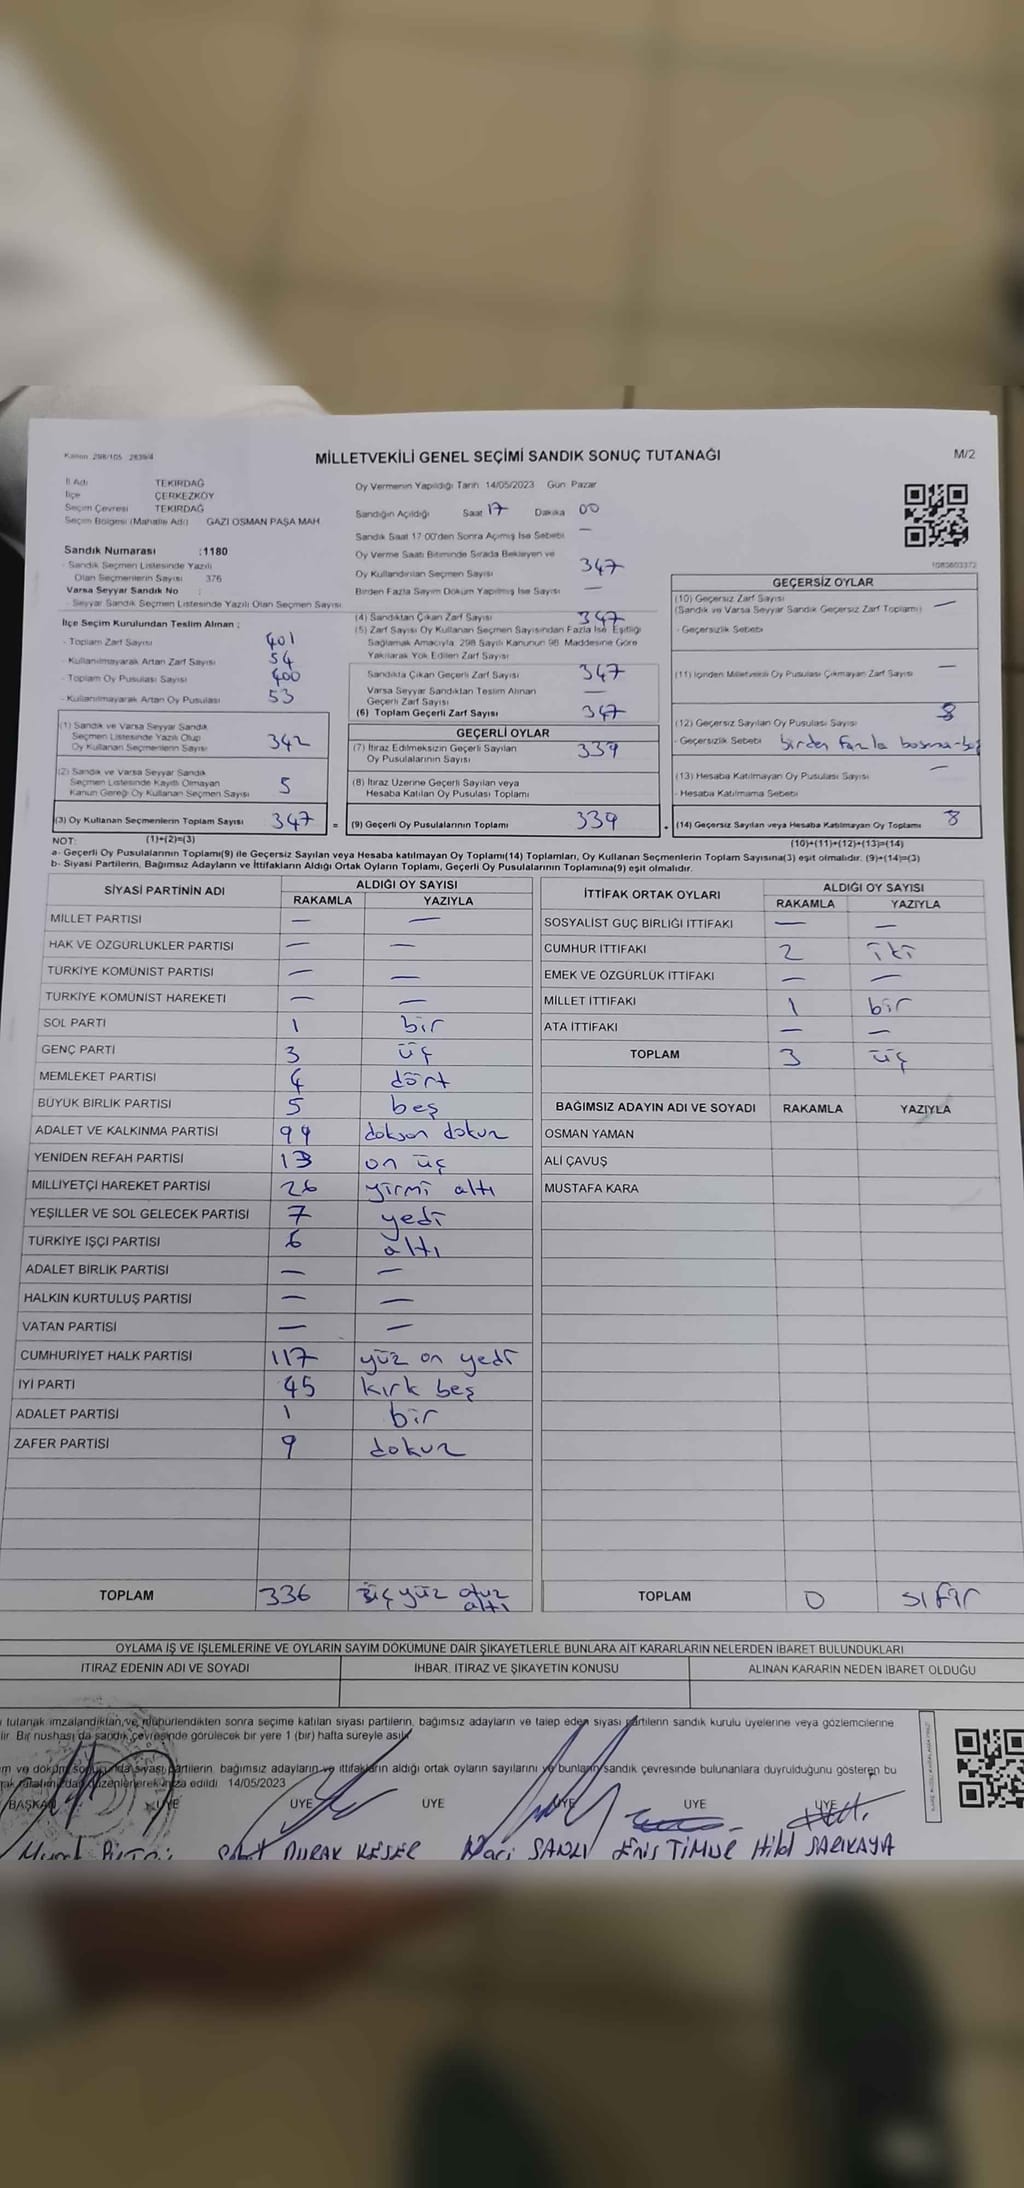 Kanun 298/105 2839/4
MİLLETVEKİLİ GENEL SEÇİMİ SANDIK SONUÇ TUTANAĞI
M/2
İl Adı TEKİRDAĞ
İlçe ÇERKEZKÖY
Seçim Çevresi TEKİRDAĞ
Seçim Bölgesi (Mahalle Adı) GAZİ OSMAN PAŞA MAH.
Sandık Numarası :1180
- Sandık Seçmen Listesinde Yazılı
Olan Seçmenlerin Sayısı 376
Varsa Seyyar Sandık No :
- Seyyar Sandık Seçmen Listesinde Yazılı Olan Seçmen Sayısı
İlçe Seçim Kurulundan Teslim Alınan ;
- Toplam Zarf Sayısı 401
- Kullanılmayarak Artan Zarf Sayısı 54
- Toplam Oy Pusulası Sayısı 400
- Kullanılmayarak Artan Oy Pusulası 53
(1) Sandık ve Varsa Seyyar Sandık
Seçmen Listesinde Yazılı Olup
Oy Kullanan Seçmenlerin Sayısı 342
(2) Sandık ve Varsa Seyyar Sandık
Seçmen Listesinde Kayıtlı Olmayan
Kanun Gereği Oy Kullanan Seçmen Sayısı 5
(3) Oy Kullanan Seçmenlerin Toplam Sayısı 347 =
Oy Vermenin Yapıldığı Tarih 14/05/2023 Gün: Pazar
Sandığın Açıldığı Saat 17 Dakika 00
Sandık Saat 17:00'den Sonra Açılmış İse Sebebi —
Oy Verme Saati Bitiminde Sırada Bekleyen ve
Oy Kullandırılan Seçmen Sayısı 347
Birden Fazla Sayım Döküm Yapılmış İse Sayısı —
(4) Sandıktan Çıkan Zarf Sayısı 347
(5) Zarf Sayısı Oy Kullanan Seçmen Sayısından Fazla İse, Eşitliği
Sağlamak Amacıyla, 298 Sayılı Kanunun 98. Maddesine Göre
Yakılarak Yok Edilen Zarf Sayısı
Sandıkta Çıkan Geçerli Zarf Sayısı 347
Varsa Seyyar Sandıktan Teslim Alınan
Geçerli Zarf Sayısı —
(6) Toplam Geçerli Zarf Sayısı 347
GEÇERLİ OYLAR
(7) İtiraz Edilmeksizin Geçerli Sayılan
Oy Pusulalarının Sayısı 339
(8) İtiraz Üzerine Geçerli Sayılan veya
Hesaba Katılan Oy Pusulası Toplamı
(9) Geçerli Oy Pusulalarının Toplamı 339
1083603372
GEÇERSİZ OYLAR
(10) Geçersiz Zarf Sayısı
(Sandık ve Varsa Seyyar Sandık Geçersiz Zarf Toplamı) —
- Geçersizlik Sebebi
(11) İçinden Milletvekili Oy Pusulası Çıkmayan Zarf Sayısı —
(12) Geçersiz Sayılan Oy Pusulası Sayısı 8
- Geçersizlik Sebebi birden fazla
(13) Hesaba Katılmayan Oy Pusulası Sayısı —
- Hesaba Katılmama Sebebi
(14) Geçersiz Sayılan veya Hesaba Katılmayan Oy Toplamı 8
NOT: (1)+(2)=(3) (10)+(11)+(12)+(13)=(14)
a- Geçerli Oy Pusulalarının Toplamı(9) ile Geçersiz Sayılan veya Hesaba katılmayan Oy Toplamı(14) Toplamları, Oy Kullanan Seçmenlerin Toplam Sayısına(3) eşit olmalıdır. (9)+(14)=(3)
b- Siyasi Partilerin, Bağımsız Adayların ve İttifakların Aldığı Ortak Oyların Toplamı, Geçerli Oy Pusulalarının Toplamına(9) eşit olmalıdır.
SİYASİ PARTİNİN ADI ALDIĞI OY SAYISI
RAKAMLA YAZIYLA
MİLLET PARTİSİ — —
HAK VE ÖZGÜRLÜKLER PARTİSİ — —
TÜRKİYE KOMÜNİST PARTİSİ — —
TÜRKİYE KOMÜNİST HAREKETİ — —
SOL PARTİ 1 bir
GENÇ PARTİ 3 üç
MEMLEKET PARTİSİ 4 dört
BÜYÜK BİRLİK PARTİSİ 5 beş
ADALET VE KALKINMA PARTİSİ 99 doksan dokuz
YENİDEN REFAH PARTİSİ 13 on üç
MİLLİYETÇİ HAREKET PARTİSİ 26 yirmi altı
YEŞİLLER VE SOL GELECEK PARTİSİ 7 yedi
TÜRKİYE İŞÇİ PARTİSİ 6 altı
ADALET BİRLİK PARTİSİ — —
HALKIN KURTULUŞ PARTİSİ — —
VATAN PARTİSİ — —
CUMHURİYET HALK PARTİSİ 117 yüz on yedi
İYİ PARTİ 45 kırk beş
ADALET PARTİSİ 1 bir
ZAFER PARTİSİ 9 dokuz
TOPLAM 336 üç yüz otuz altı
İTTİFAK ORTAK OYLARI ALDIĞI OY SAYISI
RAKAMLA YAZIYLA
SOSYALİST GÜÇ BİRLİĞİ İTTİFAKI — —
CUMHUR İTTİFAKI 2 iki
EMEK VE ÖZGÜRLÜK İTTİFAKI — —
MİLLET İTTİFAKI 1 bir
ATA İTTİFAKI — —
TOPLAM 3 üç
BAĞIMSIZ ADAYIN ADI VE SOYADI RAKAMLA YAZIYLA
OSMAN YAMAN
ALİ ÇAVUŞ
MUSTAFA KARA
TOPLAM 0 sıfır
OYLAMA İŞ VE İŞLEMLERİNE VE OYLARIN SAYIM DÖKÜMÜNE DAİR ŞİKAYETLERLE BUNLARA AİT KARARLARIN NELERDEN İBARET BULUNDUKLARI
İTİRAZ EDENİN ADI VE SOYADI İHBAR, İTİRAZ VE ŞİKAYETİN KONUSU ALINAN KARARIN NEDEN İBARET OLDUĞU
tutanak imzalandıktan ve mühürlendikten sonra seçime katılan siyasi partilerin, bağımsız adayların ve talep eden siyasi partilerin sandık kurulu üyelerine veya gözlemcilerine
Bir nüshası da sandık çevresinde görülecek bir yere 1 (bir) hafta süreyle asılır
ve döküm siyasi partilerin, bağımsız adayların ve ittifakların aldığı ortak oyların sayılarını ve bunların sandık çevresinde bulunanlara duyrulduğunu gösteren bu
düzenlenerek imza edildi. 14/05/2023
BAŞKAN ÜYE ÜYE ÜYE ÜYE ÜYE ÜYE
DURAK KESER Naci SANLI ENİS TİMUR Hilal SARIKAYA